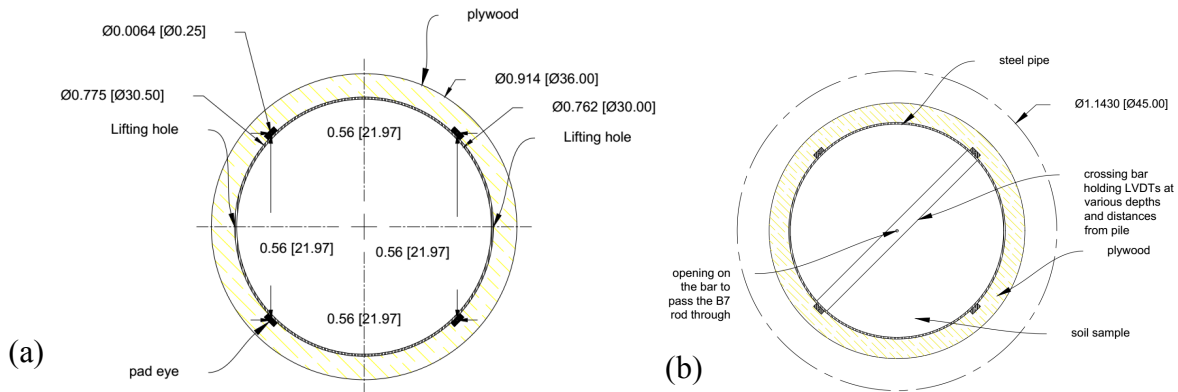 plywood
Ø0.0064 [Ø0.25]
Ø0.914 [Ø36.00]
Ø0.775 [Ø30.50]
Ø0.762 [Ø30.00]
Lifting hole
0.56 [21.97]
Lifting hole
0.56 [21.97]
0.56 [21.97]
0.56 [21.97]
pad eye
(a)
steel pipe
Ø1.1430 [Ø45.00]
crossing bar
holding LVDTs at
various depths
and distances
from pile
plywood
opening on
the bar to
pass the B7
rod through
soil sample
(b)